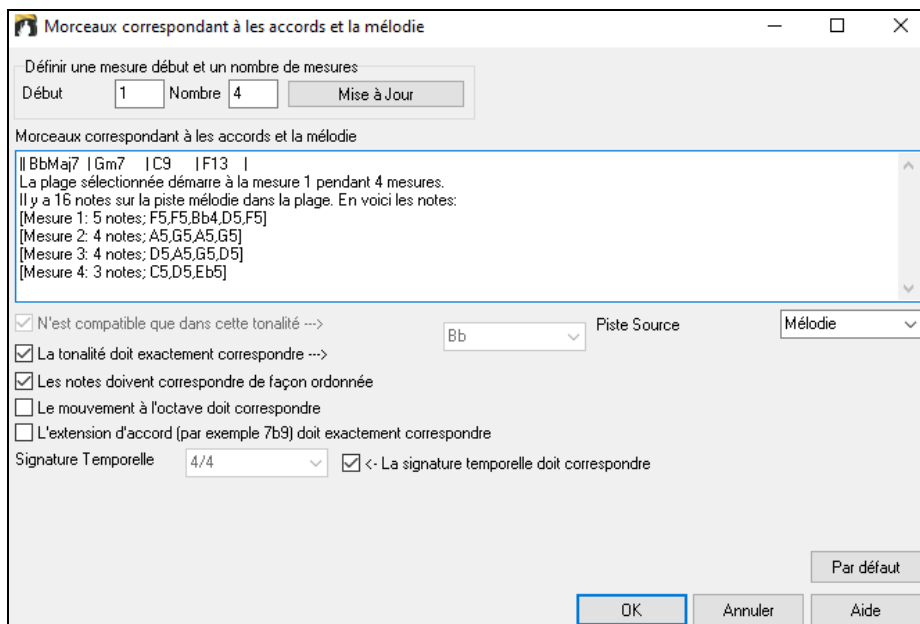 Morceaux correspondant à les accords et la mélodie
Définir une mesure début et un nombre de mesures
Début 1 Nombre 4 Mise à Jour
Morceaux correspondant à les accords et la mélodie
|| BbMaj7 | Gm7 | C9 | F13 |
La plage sélectionnée démarre à la mesure 1 pendant 4 mesures.
Il y a 16 notes sur la piste mélodie dans la plage. En voici les notes:
[Mesure 1: 5 notes; F5,F5,Bb4,D5,F5]
[Mesure 2: 4 notes; A5,G5,A5,G5]
[Mesure 3: 4 notes; D5,A5,G5,D5]
[Mesure 4: 3 notes; C5,D5,Eb5]
N'est compatible que dans cette tonalité ---> Bb Piste Source Mélodie
La tonalité doit exactement correspondre --->
Les notes doivent correspondre de façon ordonnée
Le mouvement à l'octave doit correspondre
L'extension d'accord (par exemple 7b9) doit exactement correspondre
Signature Temporelle 4/4 <- La signature temporelle doit correspondre
Par défaut
OK Annuler Aide